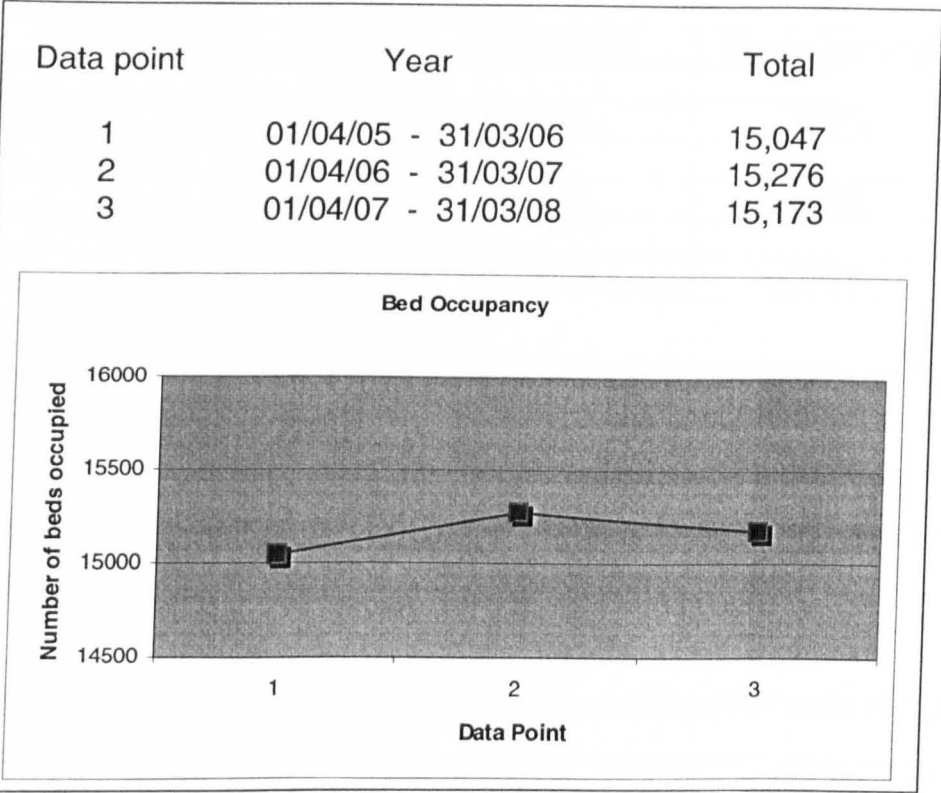 Data point Year Total
1 01/04/05 - 31/03/06 15,047
2 01/04/06 - 31/03/07 15,276
3 01/04/07 - 31/03/08 15,173
Bed Occupancy
Number of beds occupied
16000
15500
15000
14500
1 2 3
Data Point